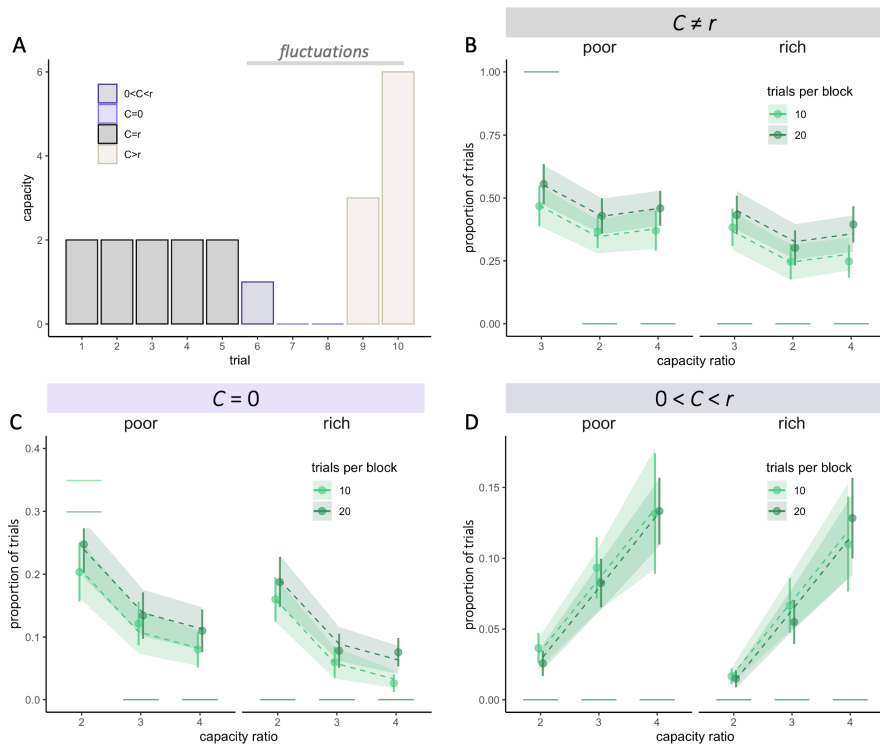 A
fluctuations
0<C<r
C=0
C=r
C>r
capacity
6
4
2
0
1 2 3 4 5 6 7 8 9 10
trial
C ≠ r
B
poor rich
trials per block
10
20
proportion of trials
1.00
0.75
0.50
0.25
0.00
3 2 4 3 2 4
capacity ratio
C = 0
C
poor rich
trials per block
10
20
proportion of trials
0.4
0.3
0.2
0.1
0.0
2 3 4 2 3 4
capacity ratio
0 < C < r
D
poor rich
trials per block
10
20
proportion of trials
0.15
0.10
0.05
0.00
2 3 4 2 3 4
capacity ratio